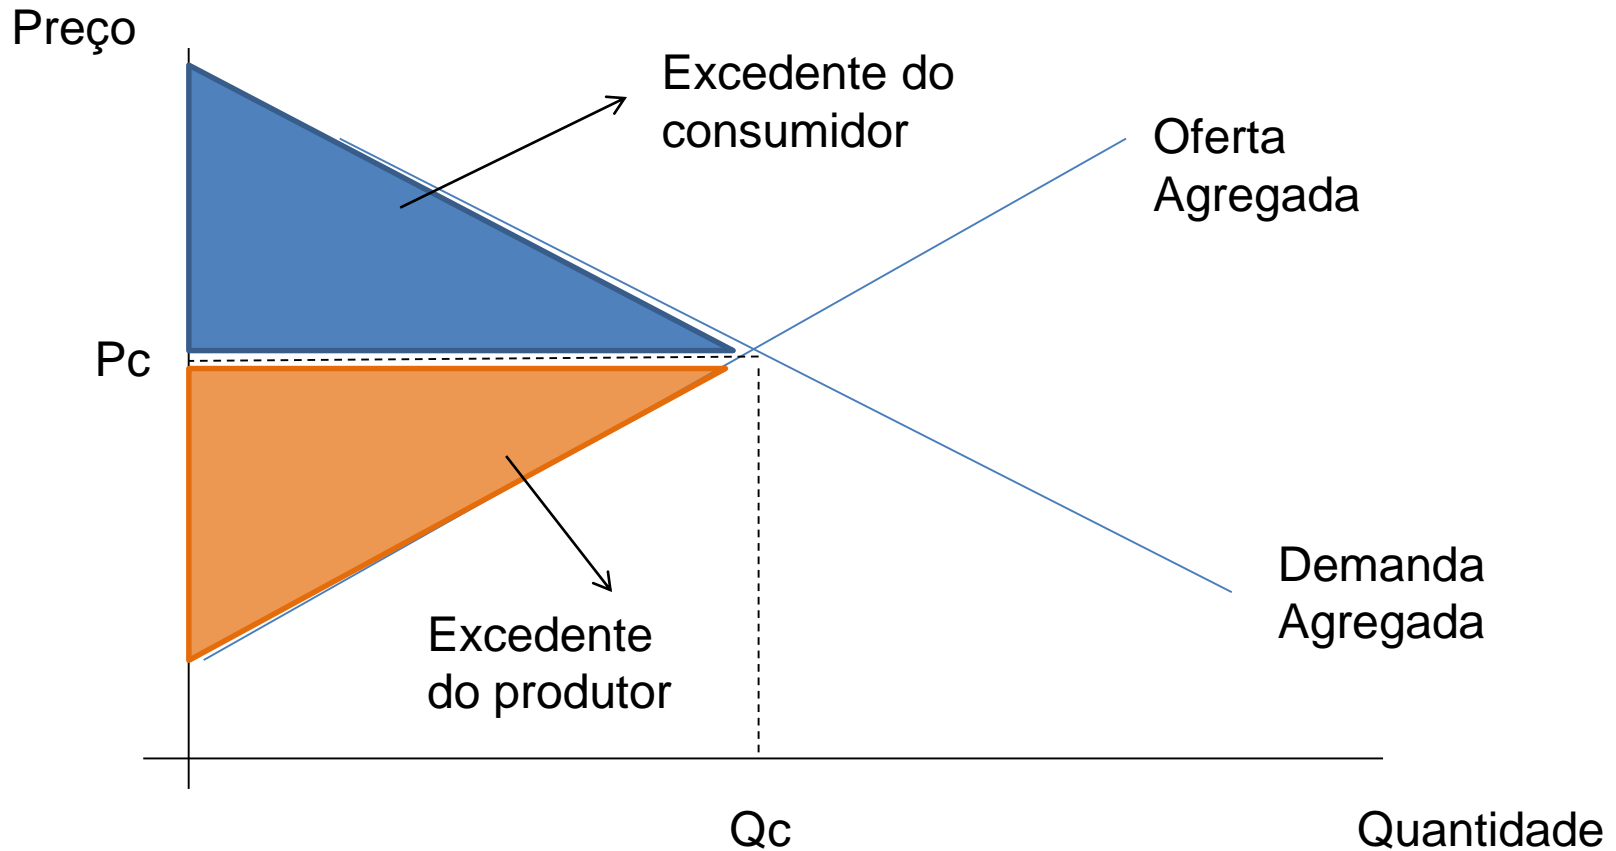 Preço
Excedente do
consumidor
Oferta
Agregada
Pc
Demanda
Agregada
Excedente
do produtor
Qc
Quantidade